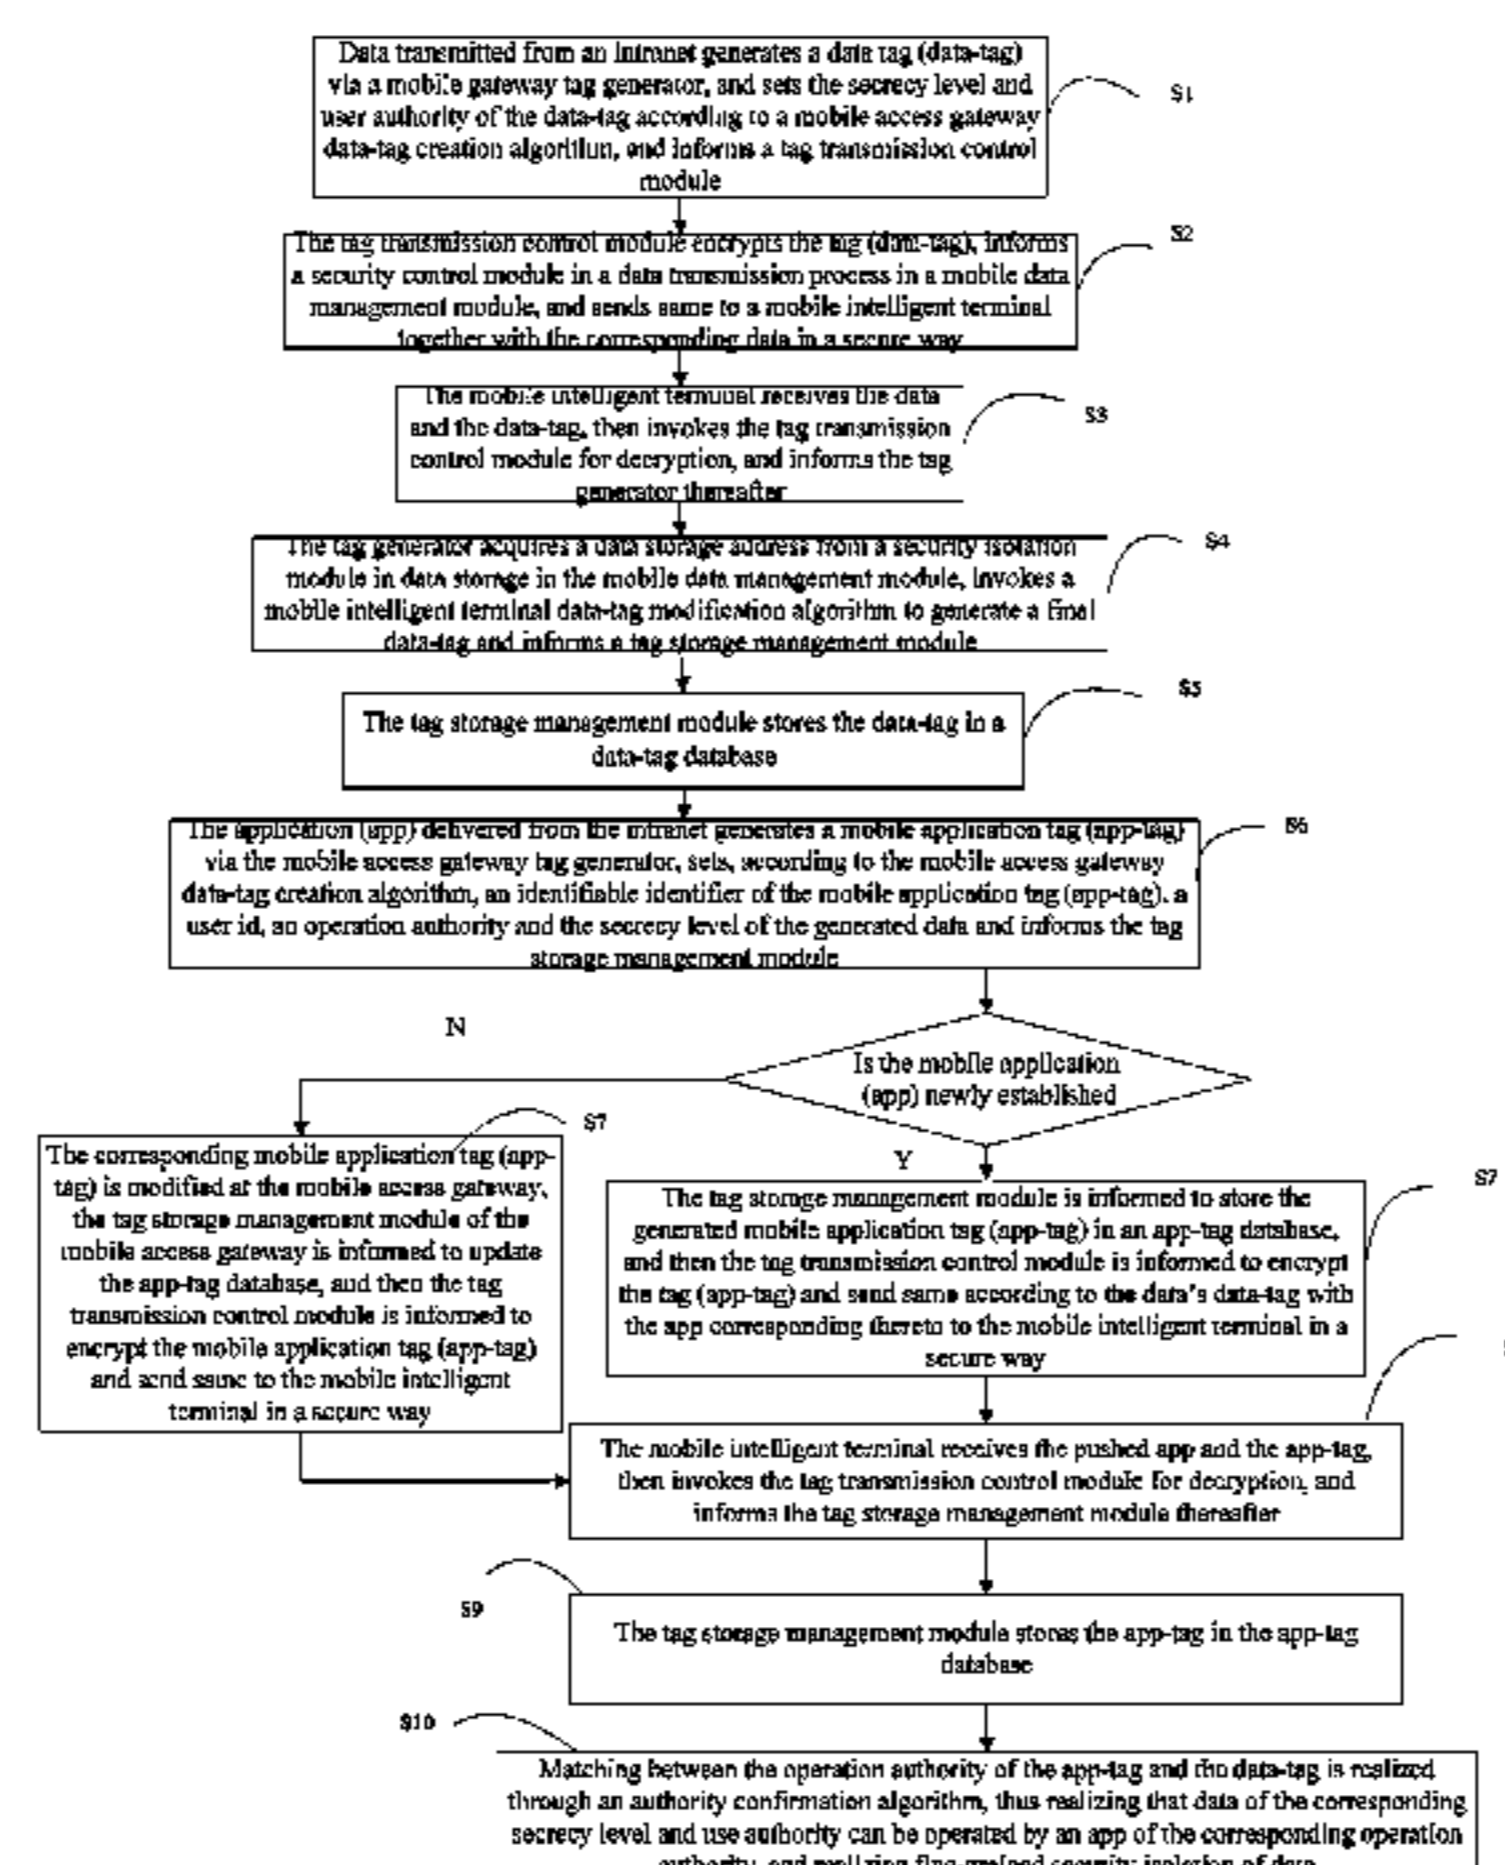 Data transmitted from an Intranet generates a data tag (data-tag)
via a mobile gateway tag generator, and sets the secrecy level and
user authority of the data-tag according to a mobile access gateway
data-tag creation algorithm, and informs a tag transmission control
module
S1
The tag transmission control module encrypts the tag (data-tag), informs
a security control module in a data transmission process in a mobile data
management module, and sends same to a mobile intelligent terminal
together with the corresponding data in a secure way
S2
The mobile intelligent terminal receives the data
and the data-tag, then invokes the tag transmission
control module for decryption, and informs the tag
generator thereafter
S3
The tag generator acquires a data storage address from a security isolation
module in data storage in the mobile data management module, invokes a
mobile intelligent terminal data-tag modification algorithm to generate a final
data-tag and informs a tag storage management module
S4
The tag storage management module stores the data-tag in a
data-tag database
S5
The application (app) delivered from the intranet generates a mobile application tag (app-tag)
via the mobile access gateway tag generator, sets, according to the mobile access gateway
data-tag creation algorithm, an identifiable identifier of the mobile application tag (app-tag), a
user id, an operation authority and the secrecy level of the generated data and informs the tag
storage management module
S6
Is the mobile application
(app) newly established
N
Y
The corresponding mobile application tag (app-
tag) is modified at the mobile access gateway,
the tag storage management module of the
mobile access gateway is informed to update
the app-tag database, and then the tag
transmission control module is informed to
encrypt the mobile application tag (app-tag)
and send same to the mobile intelligent
terminal in a secure way
S7
The tag storage management module is informed to store the
generated mobile application tag (app-tag) in an app-tag database,
and then the tag transmission control module is informed to encrypt
the tag (app-tag) and send same according to the data's data-tag with
the app corresponding thereto to the mobile intelligent terminal in a
secure way
S7
The mobile intelligent terminal receives the pushed app and the app-tag,
then invokes the tag transmission control module for decryption, and
informs the tag storage management module thereafter
The tag storage management module stores the app-tag in the app-tag
database
S9
S10
Matching between the operation authority of the app-tag and the data-tag is realized
through an authority confirmation algorithm, thus realizing that data of the corresponding
secrecy level and use authority can be operated by an app of the corresponding operation
authority, and realizing fine-grained security isolation of data